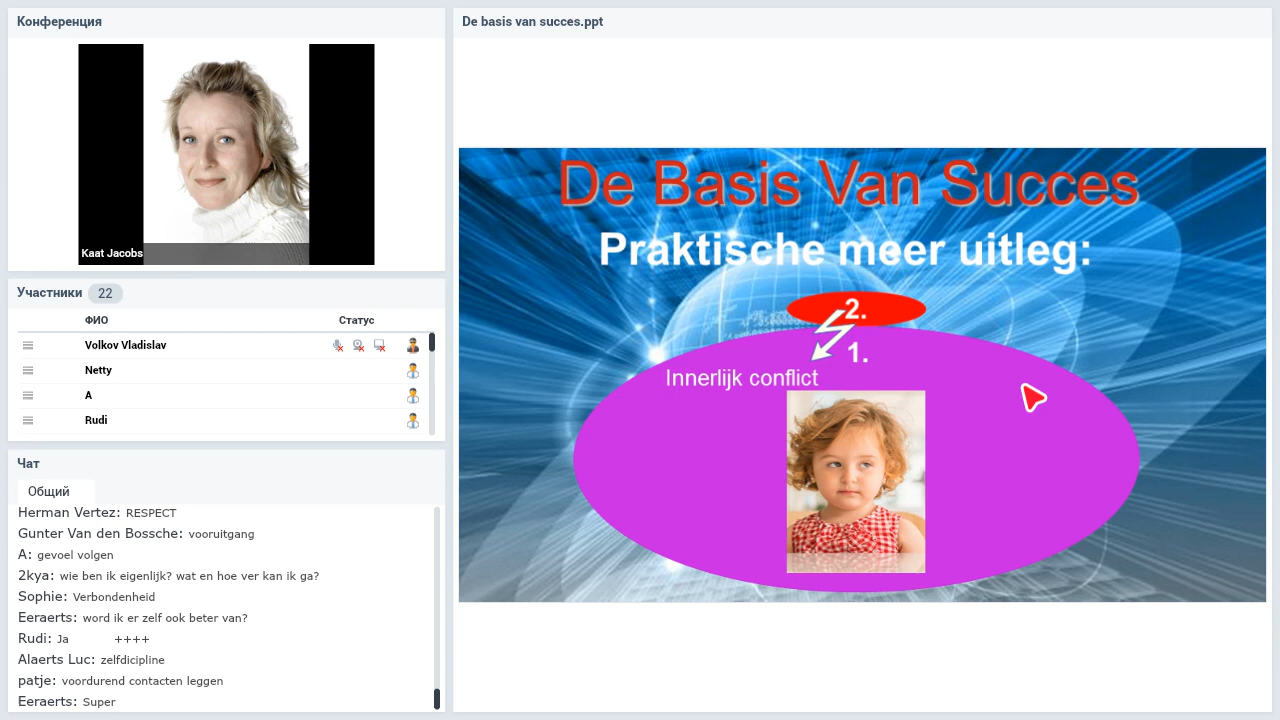 Конференция
Kaat Jacobs
Участники 22
ФИО Статус
Volkov Vladislav
Netty
A
Rudi
Чат
Общий
Herman Vertez: RESPECT
Gunter Van den Bossche: vooruitgang
A: gevoel volgen
2kya: wie ben ik eigenlijk? wat en hoe ver kan ik ga?
Sophie: Verbondenheid
Eeraerts: word ik er zelf ook beter van?
Rudi: Ja ++++
Alaerts Luc: zelfdicipline
patje: voordurend contacten leggen
Eeraerts: Super
De basis van succes.ppt
De Basis Van Succes
Praktische meer uitleg:
2.
1.
Innerlijk conflict